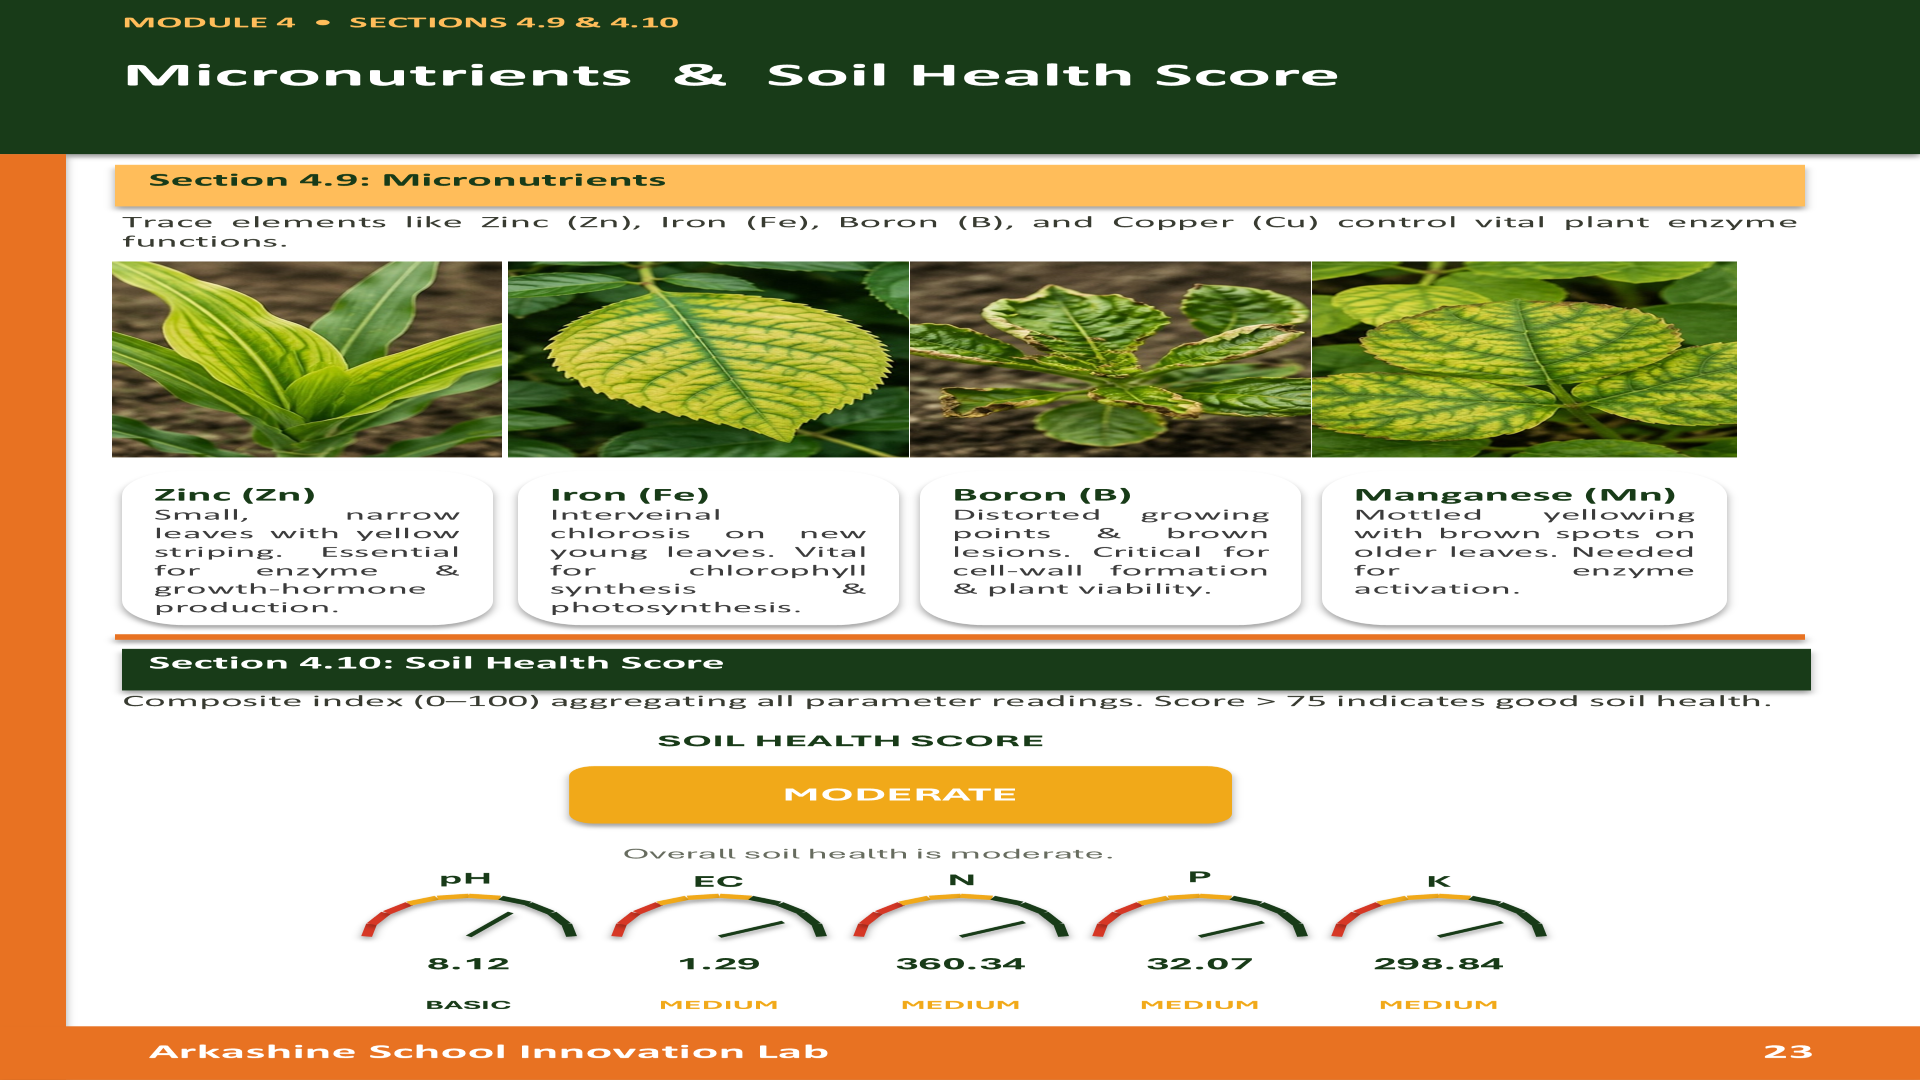 MODULE 4 • SECTIONS 4.9 & 4.10
Micronutrients & Soil Health Score
Section 4.9: Micronutrients
Trace elements like Zinc (Zn), Iron (Fe), Boron (B), and Copper (Cu) control vital plant enzyme
functions.
Zinc (Zn)
Small, narrow
leaves with yellow
striping. Essential
for enzyme &
growth-hormone
production.
Iron (Fe)
Interveinal
chlorosis on new
young leaves. Vital
for chlorophyll
synthesis &
photosynthesis.
Boron (B)
Distorted growing
points & brown
lesions. Critical for
cell-wall formation
& plant viability.
Manganese (Mn)
Mottled yellowing
with brown spots on
older leaves. Needed
for enzyme
activation.
Section 4.10: Soil Health Score
Composite index (0–100) aggregating all parameter readings. Score > 75 indicates good soil health.
SOIL HEALTH SCORE
MODERATE
Overall soil health is moderate.
pH EC N P K
8.12 1.29 360.34 32.07 298.84
BASIC MEDIUM MEDIUM MEDIUM MEDIUM
Arkashine School Innovation Lab 23